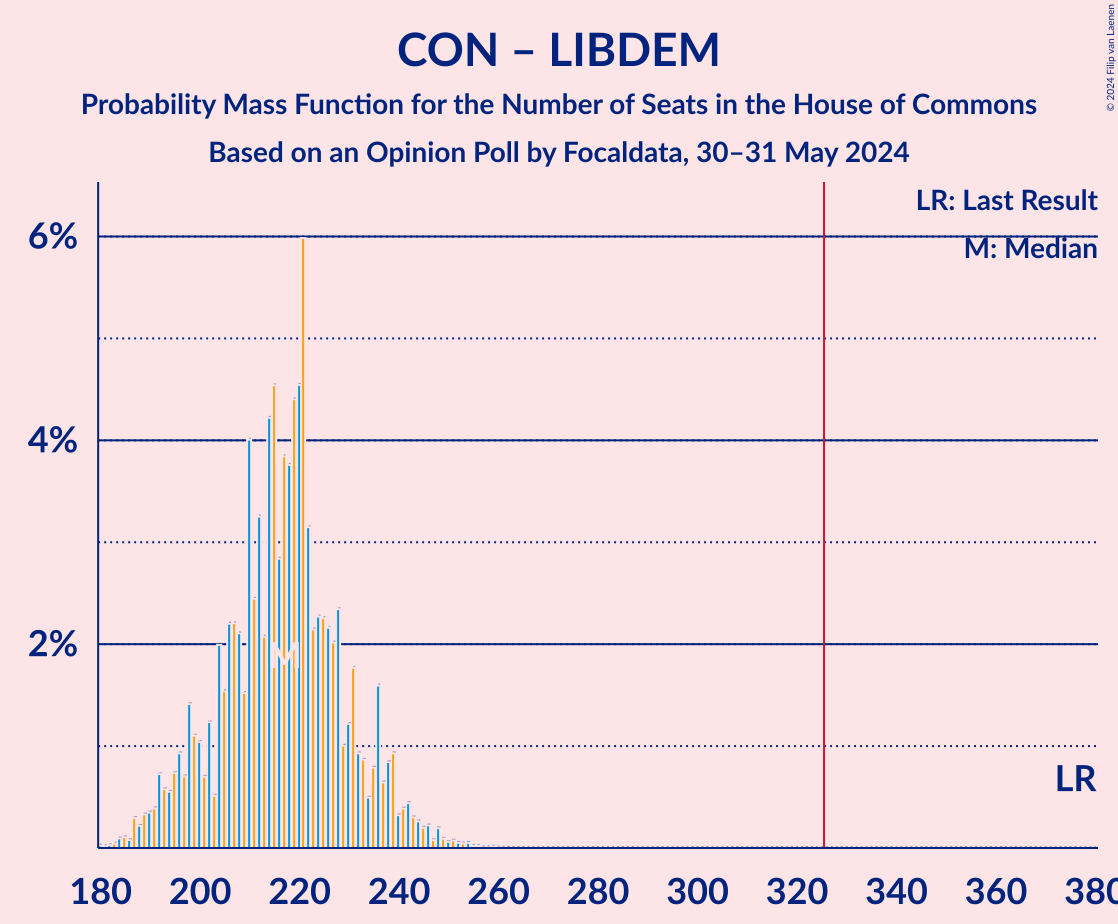 CON – LIBDEM
Probability Mass Function for the Number of Seats in the House of Commons
Based on an Opinion Poll by Focaldata, 30–31 May 2024
© 2024 Filip van Laenen
LR: Last Result
M: Median
6%
4%
2%
M
LR
180 200 220 240 260 280 300 320 340 360 380